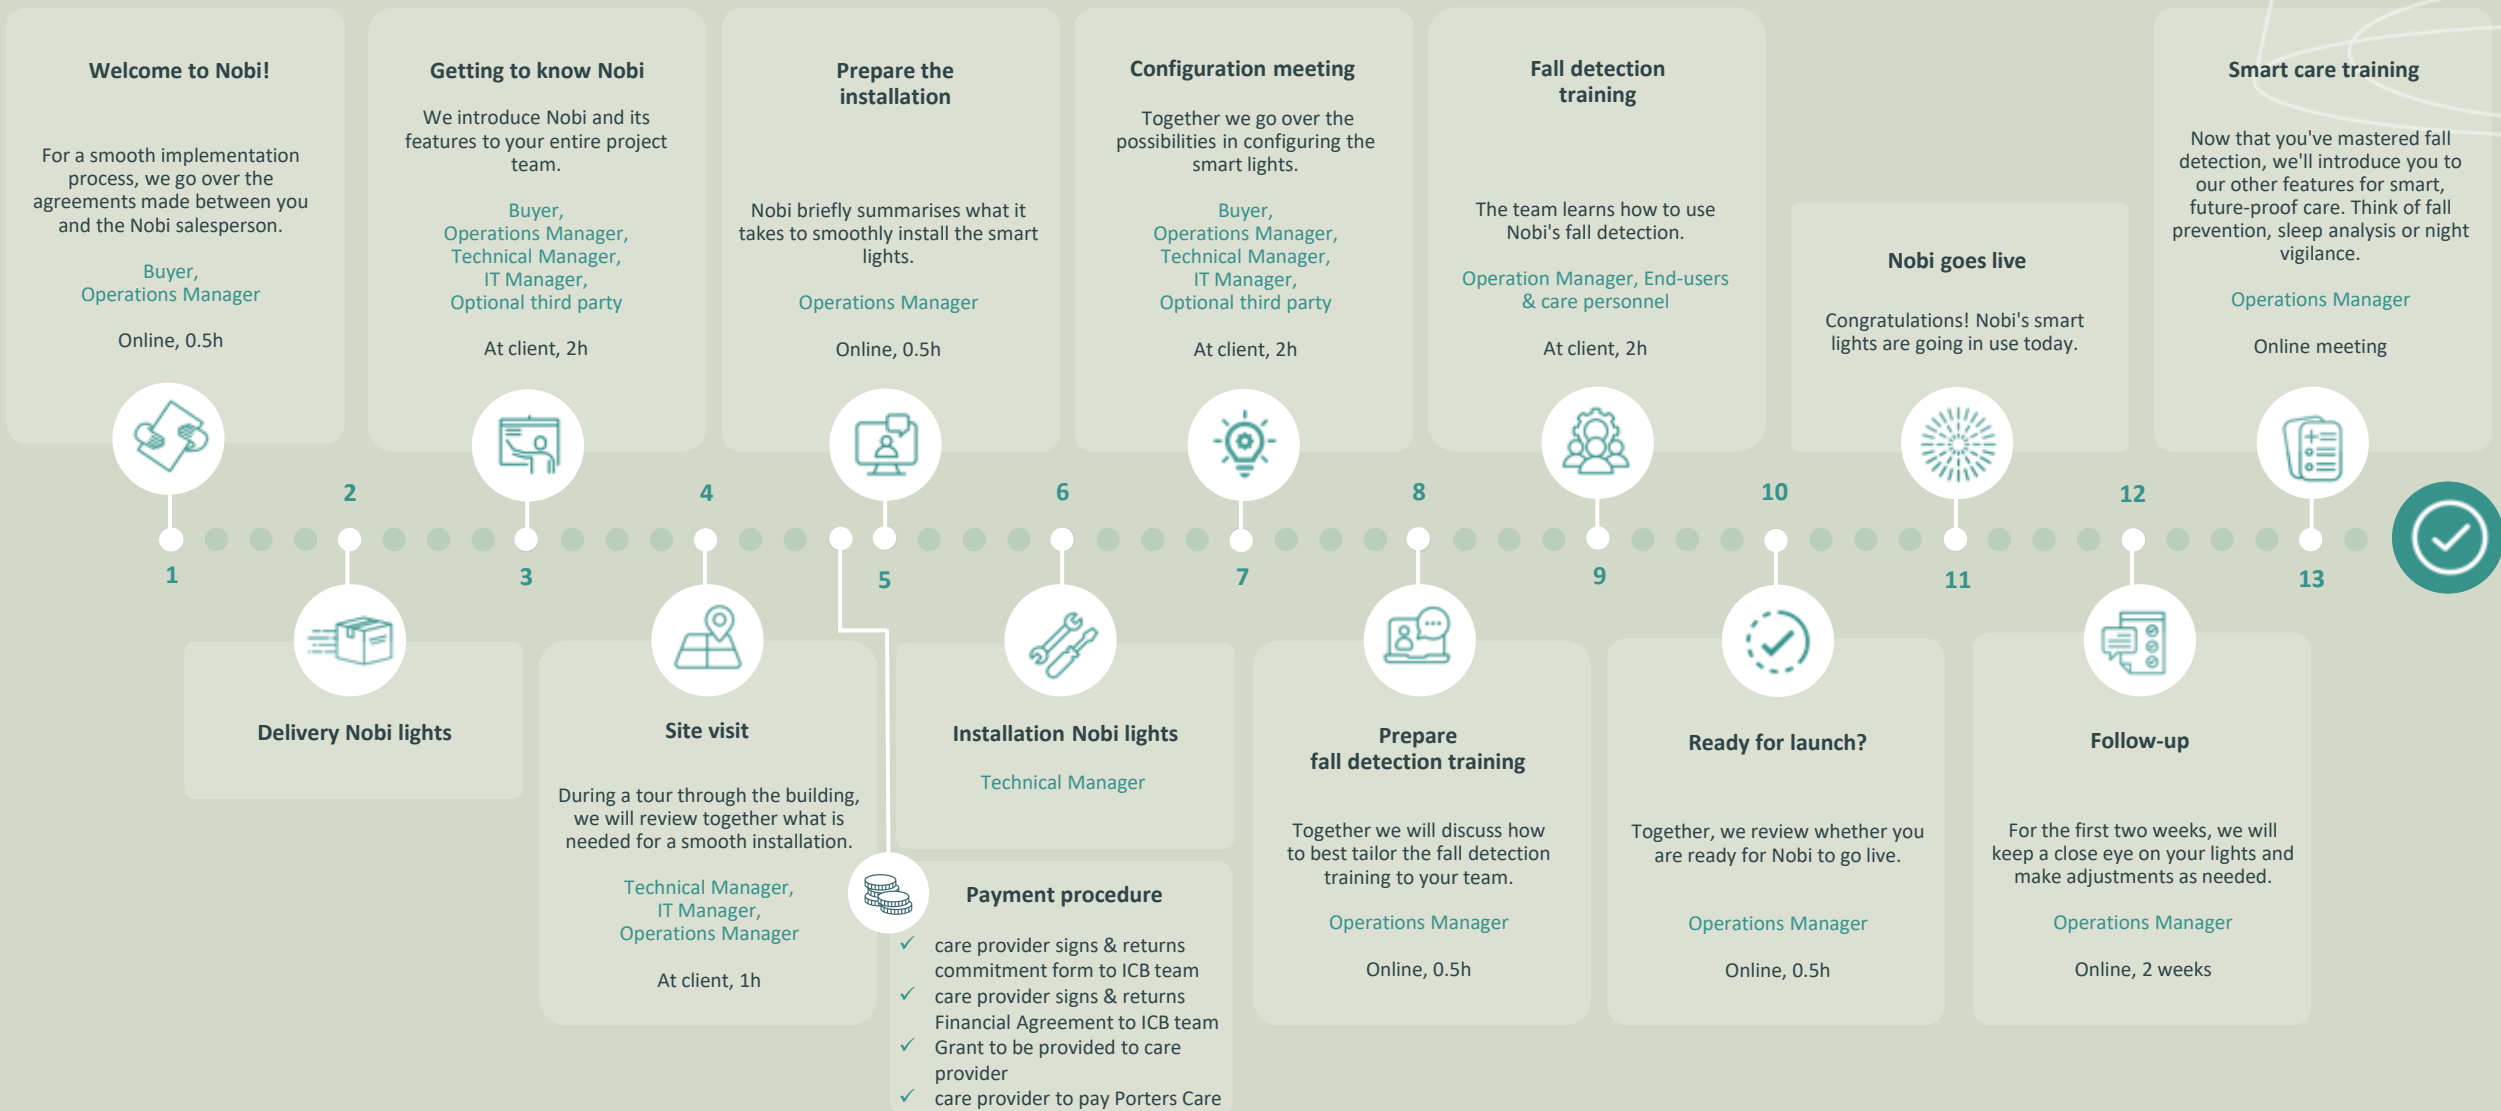 Welcome to Nobi!
For a smooth implementation
process, we go over the
agreements made between you
and the Nobi salesperson.
Buyer,
Operations Manager
Online, 0.5h
Getting to know Nobi
We introduce Nobi and its
features to your entire project
team.
Buyer,
Operations Manager,
Technical Manager,
IT Manager,
Optional third party
At client, 2h
Prepare the
installation
Nobi briefly summarises what it
takes to smoothly install the smart
lights.
Operations Manager
Online, 0.5h
Configuration meeting
Together we go over the
possibilities in configuring the
smart lights.
Buyer,
Operations Manager,
Technical Manager,
IT Manager,
Optional third party
At client, 2h
Fall detection
training
The team learns how to use
Nobi's fall detection.
Operation Manager, End-users
& care personnel
At client, 2h
Nobi goes live
Congratulations! Nobi's smart
lights are going in use today.
Smart care training
Now that you've mastered fall
detection, we'll introduce you to
our other features for smart,
future-proof care. Think of fall
prevention, sleep analysis or night
vigilance.
Operations Manager
Online meeting
2
4
6
8
10
12
1
3
5
7
9
11
13
Delivery Nobi lights
Site visit
During a tour through the building,
we will review together what is
needed for a smooth installation.
Technical Manager,
IT Manager,
Operations Manager
At client, 1h
Installation Nobi lights
Technical Manager
Payment procedure
✓ care provider signs & returns
commitment form to ICB team
✓ care provider signs & returns
Financial Agreement to ICB team
✓ Grant to be provided to care
provider
✓ care provider to pay Porters Care
Prepare
fall detection training
Together we will discuss how
to best tailor the fall detection
training to your team.
Operations Manager
Online, 0.5h
Ready for launch?
Together, we review whether you
are ready for Nobi to go live.
Operations Manager
Online, 0.5h
Follow-up
For the first two weeks, we will
keep a close eye on your lights and
make adjustments as needed.
Operations Manager
Online, 2 weeks